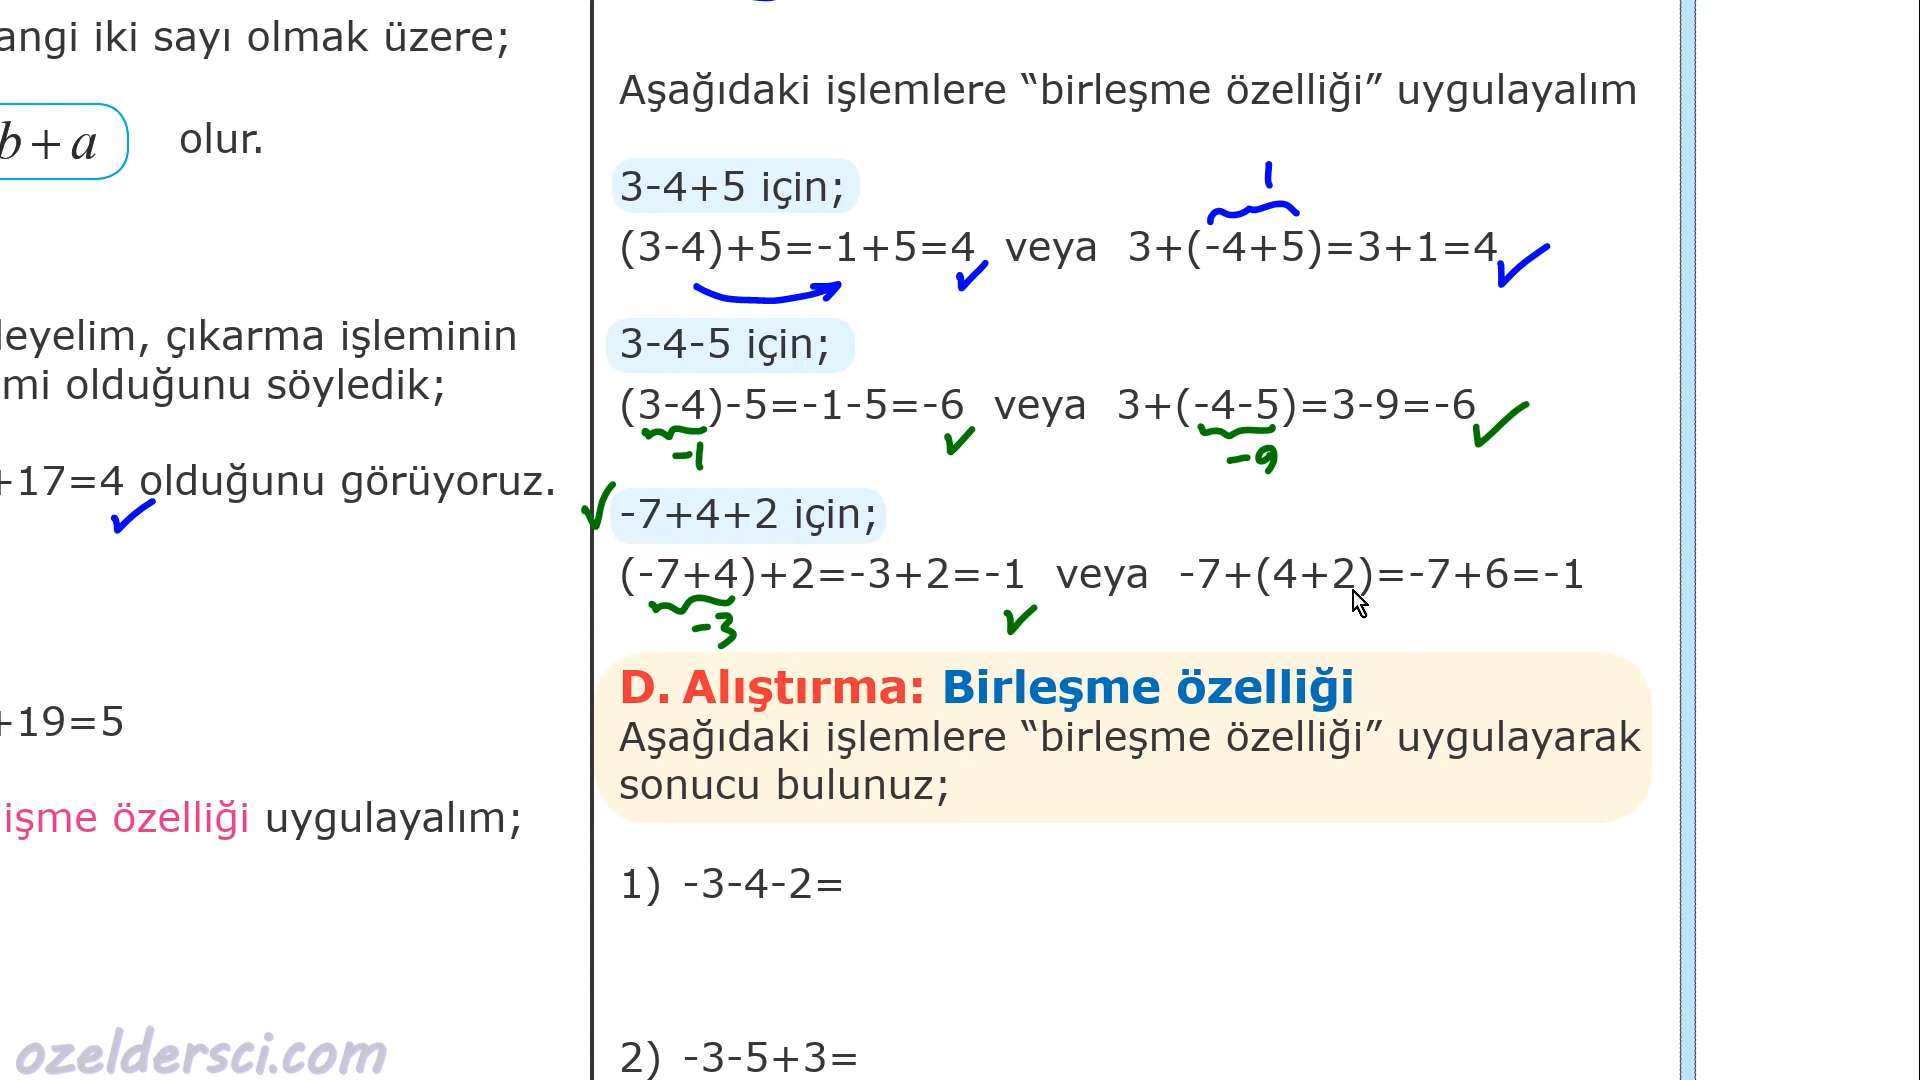 angi iki sayı olmak üzere;
b+a olur.
leyelim, çıkarma işleminin
mi olduğunu söyledik;
+17=4 olduğunu görüyoruz.
+19=5
işme özelliği uygulayalım;
ozeldersci.com
Aşağıdaki işlemlere “birleşme özelliği” uygulayalım
3-4+5 için;
1
(3-4)+5=-1+5=4 veya 3+(-4+5)=3+1=4
3-4-5 için;
(3-4)-5=-1-5=-6 veya 3+(-4-5)=3-9=-6
-1 -9
-7+4+2 için;
(-7+4)+2=-3+2=-1 veya -7+(4+2)=-7+6=-1
-3
D. Alıştırma: Birleşme özelliği
Aşağıdaki işlemlere “birleşme özelliği” uygulayarak
sonucu bulunuz;
1) -3-4-2=
2) -3-5+3=